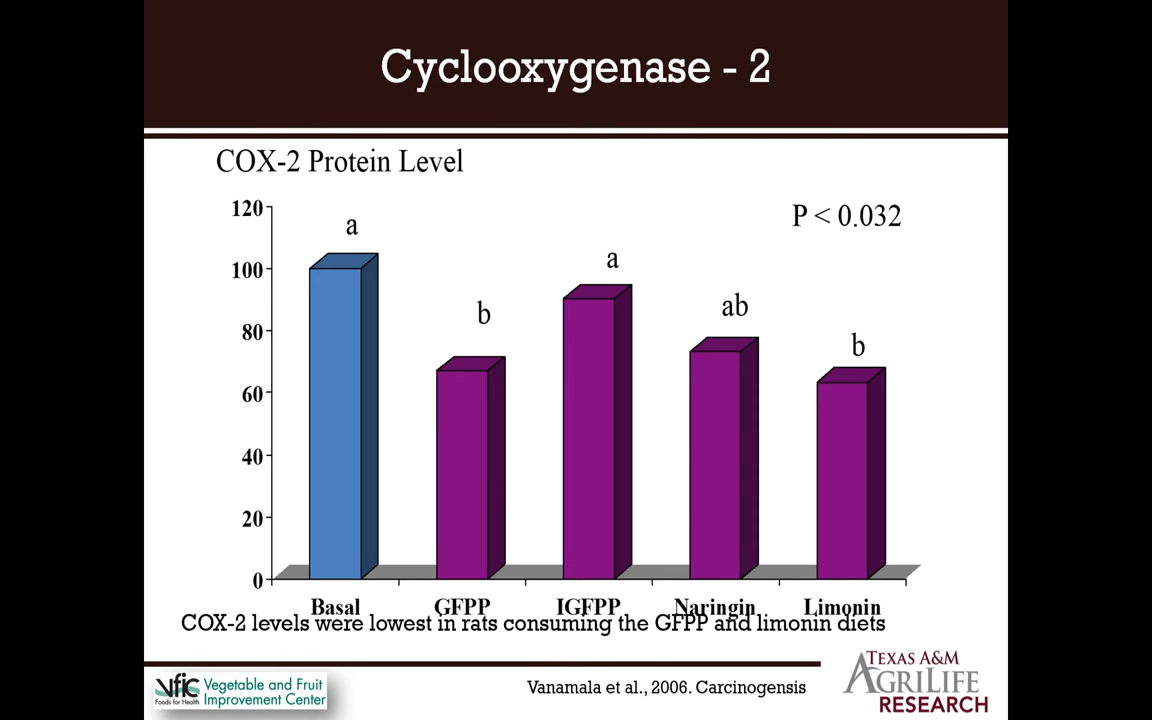 Cyclooxygenase - 2
COX-2 Protein Level
P < 0.032
120
100
80
60
40
20
0
a
b
a
ab
b
Basal GFPP IGFPP Naringin Limonin
COX-2 levels were lowest in rats consuming the GFPP and limonin diets
vfic
Foods for Health
Vegetable and Fruit
Improvement Center
Vanamala et al., 2006. Carcinogensis
TEXAS A&M
AGRILIFE
RESEARCH